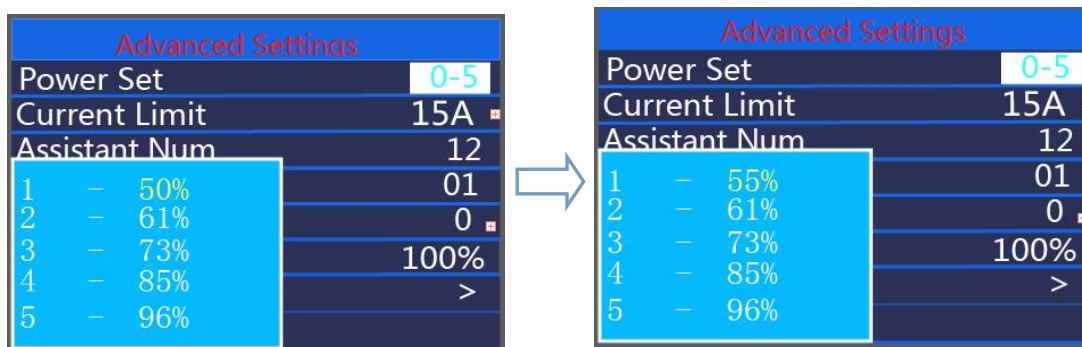 Advanced Settings
Power Set 0-5
Current Limit 15A
Assistant Num 12
01
0
100%
>
1 - 50%
2 - 61%
3 - 73%
4 - 85%
5 - 96%
Advanced Settings
Power Set 0-5
Current Limit 15A
Assistant Num 12
01
0
100%
>
1 - 55%
2 - 61%
3 - 73%
4 - 85%
5 - 96%